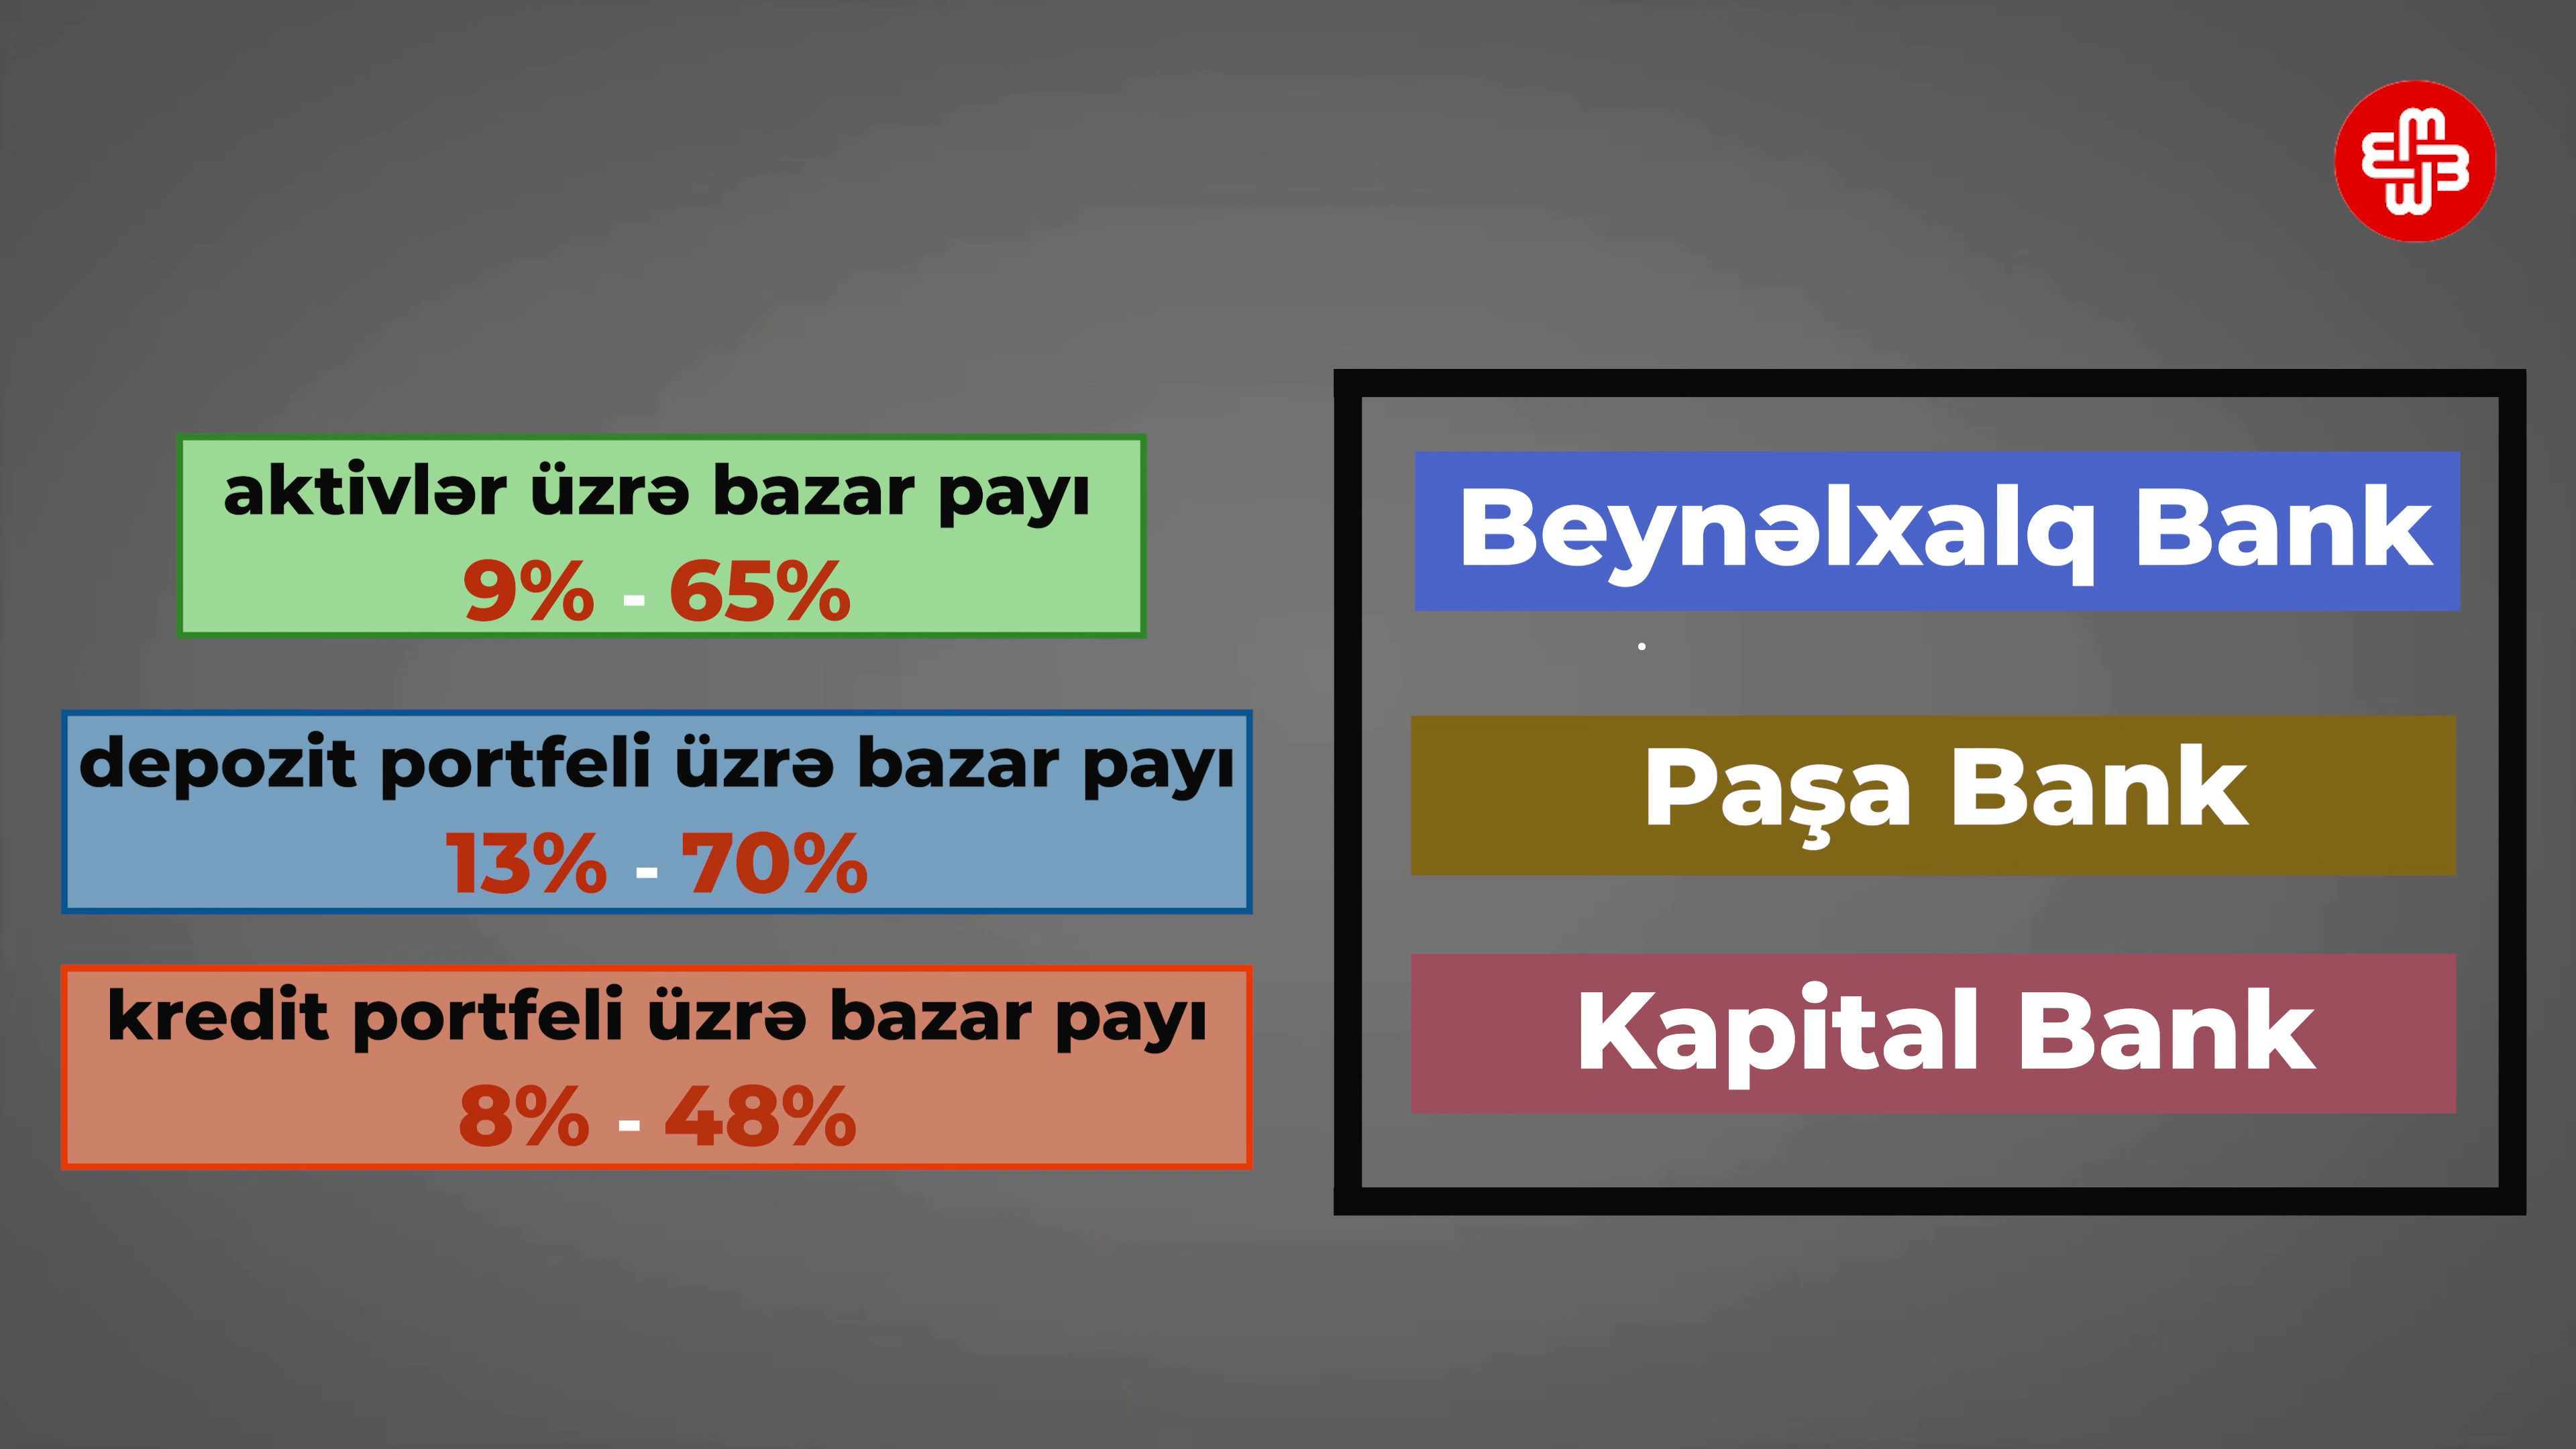 aktivlər üzrə bazar payı
9% - 65%
depozit portfeli üzrə bazar payı
13% - 70%
kredit portfeli üzrə bazar payı
8% - 48%
Beynəlxalq Bank
Paşa Bank
Kapital Bank